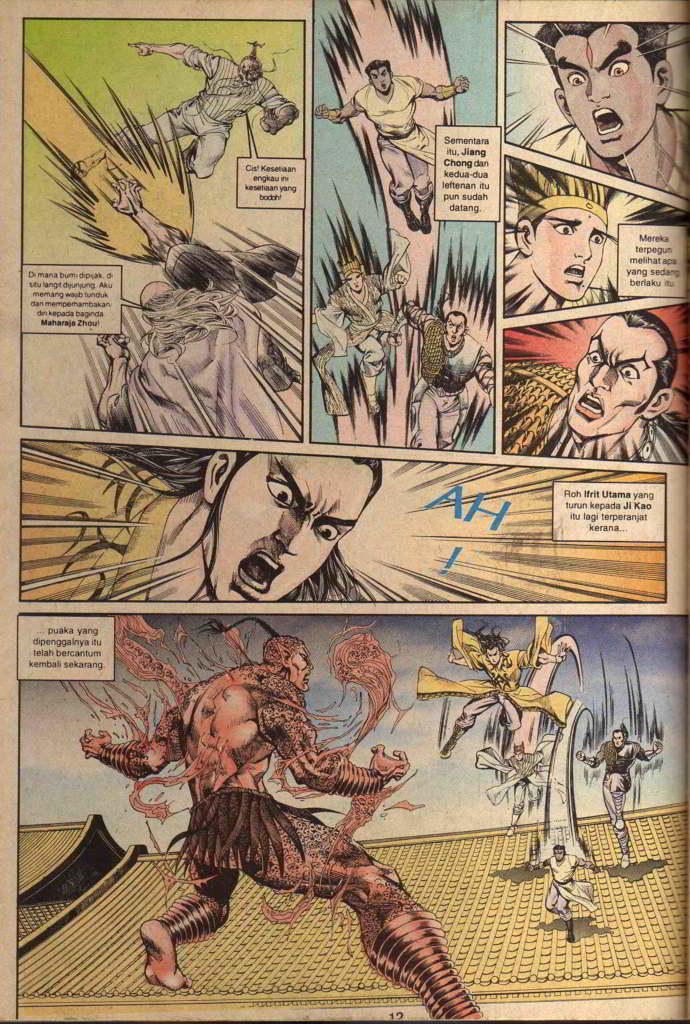 Cis! Kesetiaan
engkau ini
kesetiaan yang
bodoh!
Di mana bumi dipijak, di
situ langit dijunjung. Aku
memang wajib tunduk
dan memperhambakan
diri kepada baginda
Maharaja Zhou!
Sementara
itu, Jiang
Chong dan
kedua-dua
leftenan itu
pun sudah
datang.
Mereka
terpegun
melihat apa
yang sedang
berlaku itu.
AH
!
Roh Ifrit Utama yang
turun kepada Ji Kao
itu lagi terperanjat
kerana...
... puaka yang
dipenggalnya itu
telah bercantum
kembali sekarang.
12